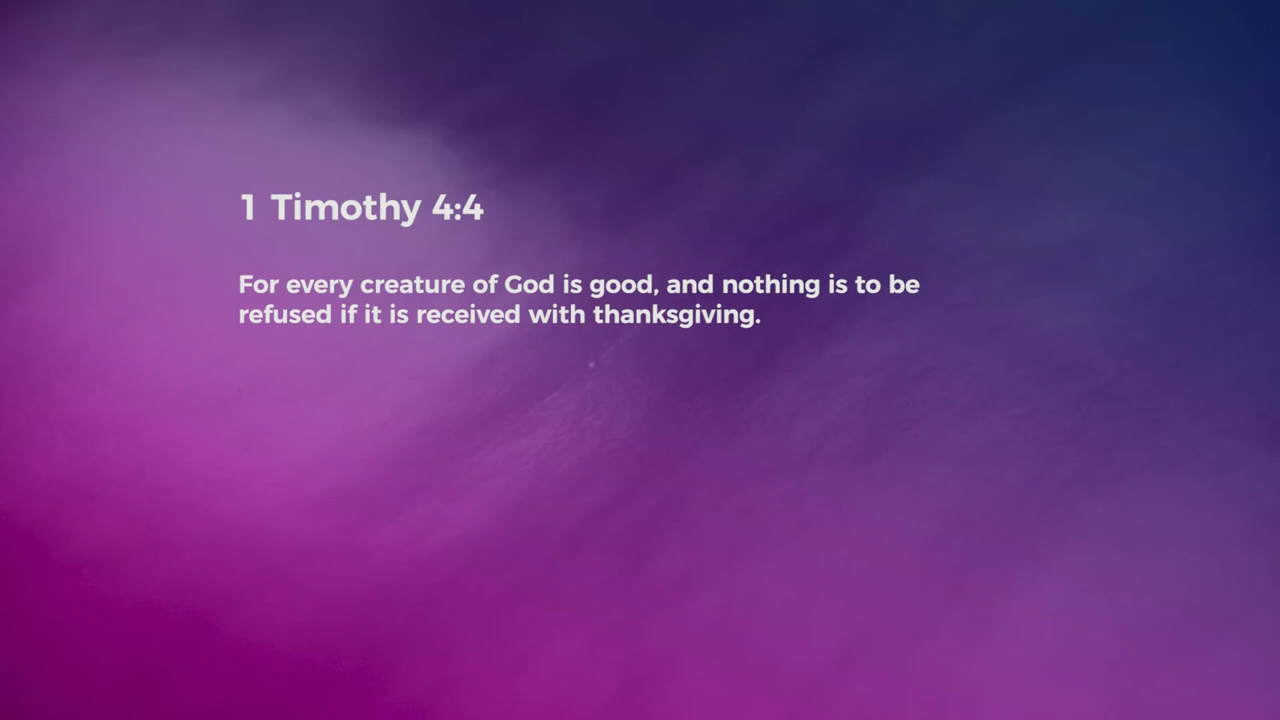 1 Timothy 4:4
For every creature of God is good, and nothing is to be
refused if it is received with thanksgiving.